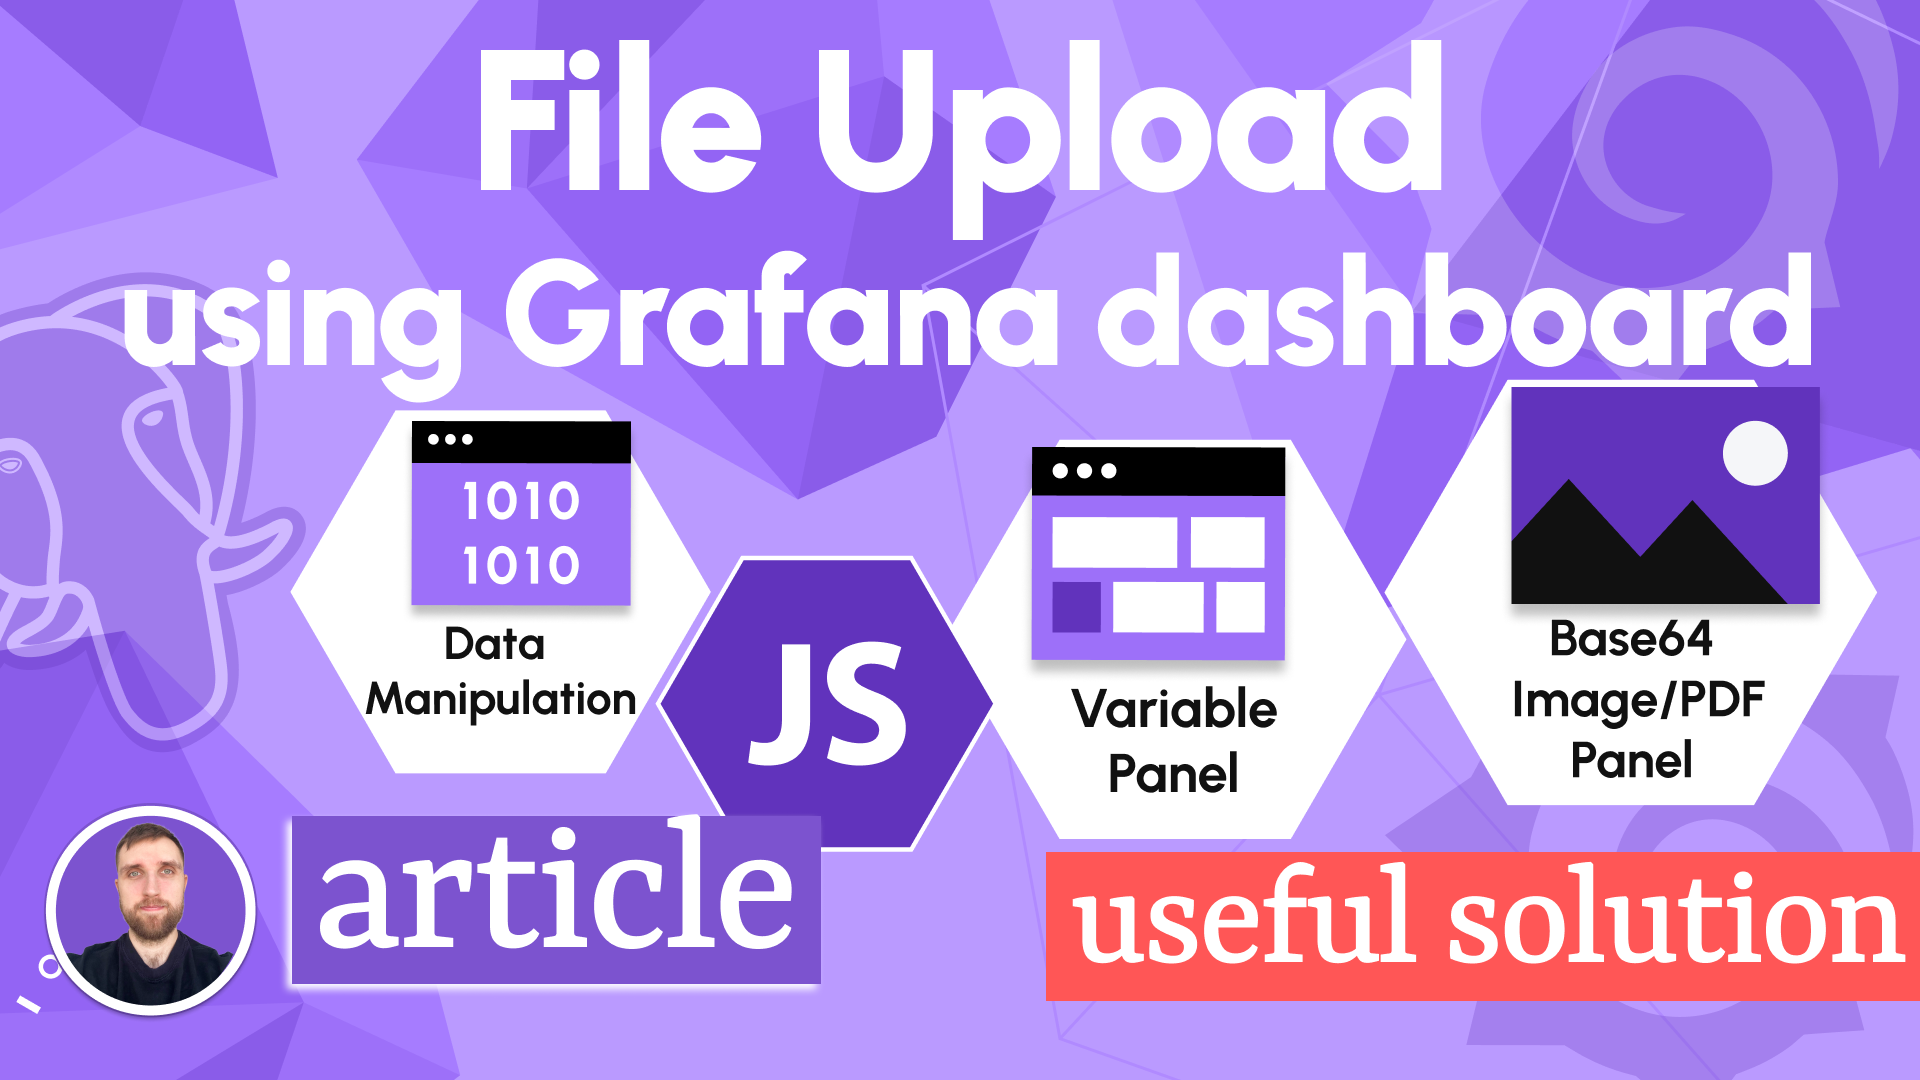 File Upload
using Grafana dashboard
1010
1010
Data
Manipulation
JS
Variable
Panel
Base64
Image/PDF
Panel
article
useful solution